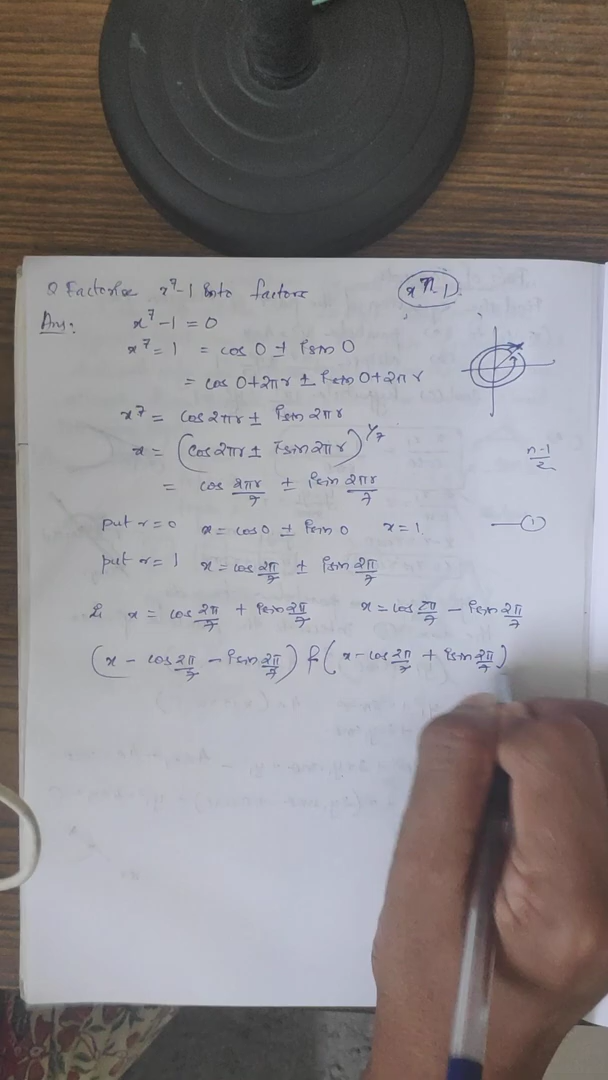 Q Factorise x⁷-1 into factors
xⁿ-1
Ans: x⁷-1 = 0
x⁷ = 1 = cos 0 ± i sin 0
= cos 0+2πr ± i sin 0+2πr
x⁷ = cos 2πr ± i sin 2πr
x = (cos 2πr ± i sin 2πr)^1/7
n-1/2
= cos 2πr/7 ± i sin 2πr/7
put r=0 x = cos 0 ± i sin 0 x = 1 — ①
put r=1 x = cos 2π/7 ± i sin 2π/7
x = cos 2π/7 + i sin 2π/7 x = cos 2π/7 - i sin 2π/7
(x - cos 2π/7 - i sin 2π/7) & (x - cos 2π/7 + i sin 2π/7)